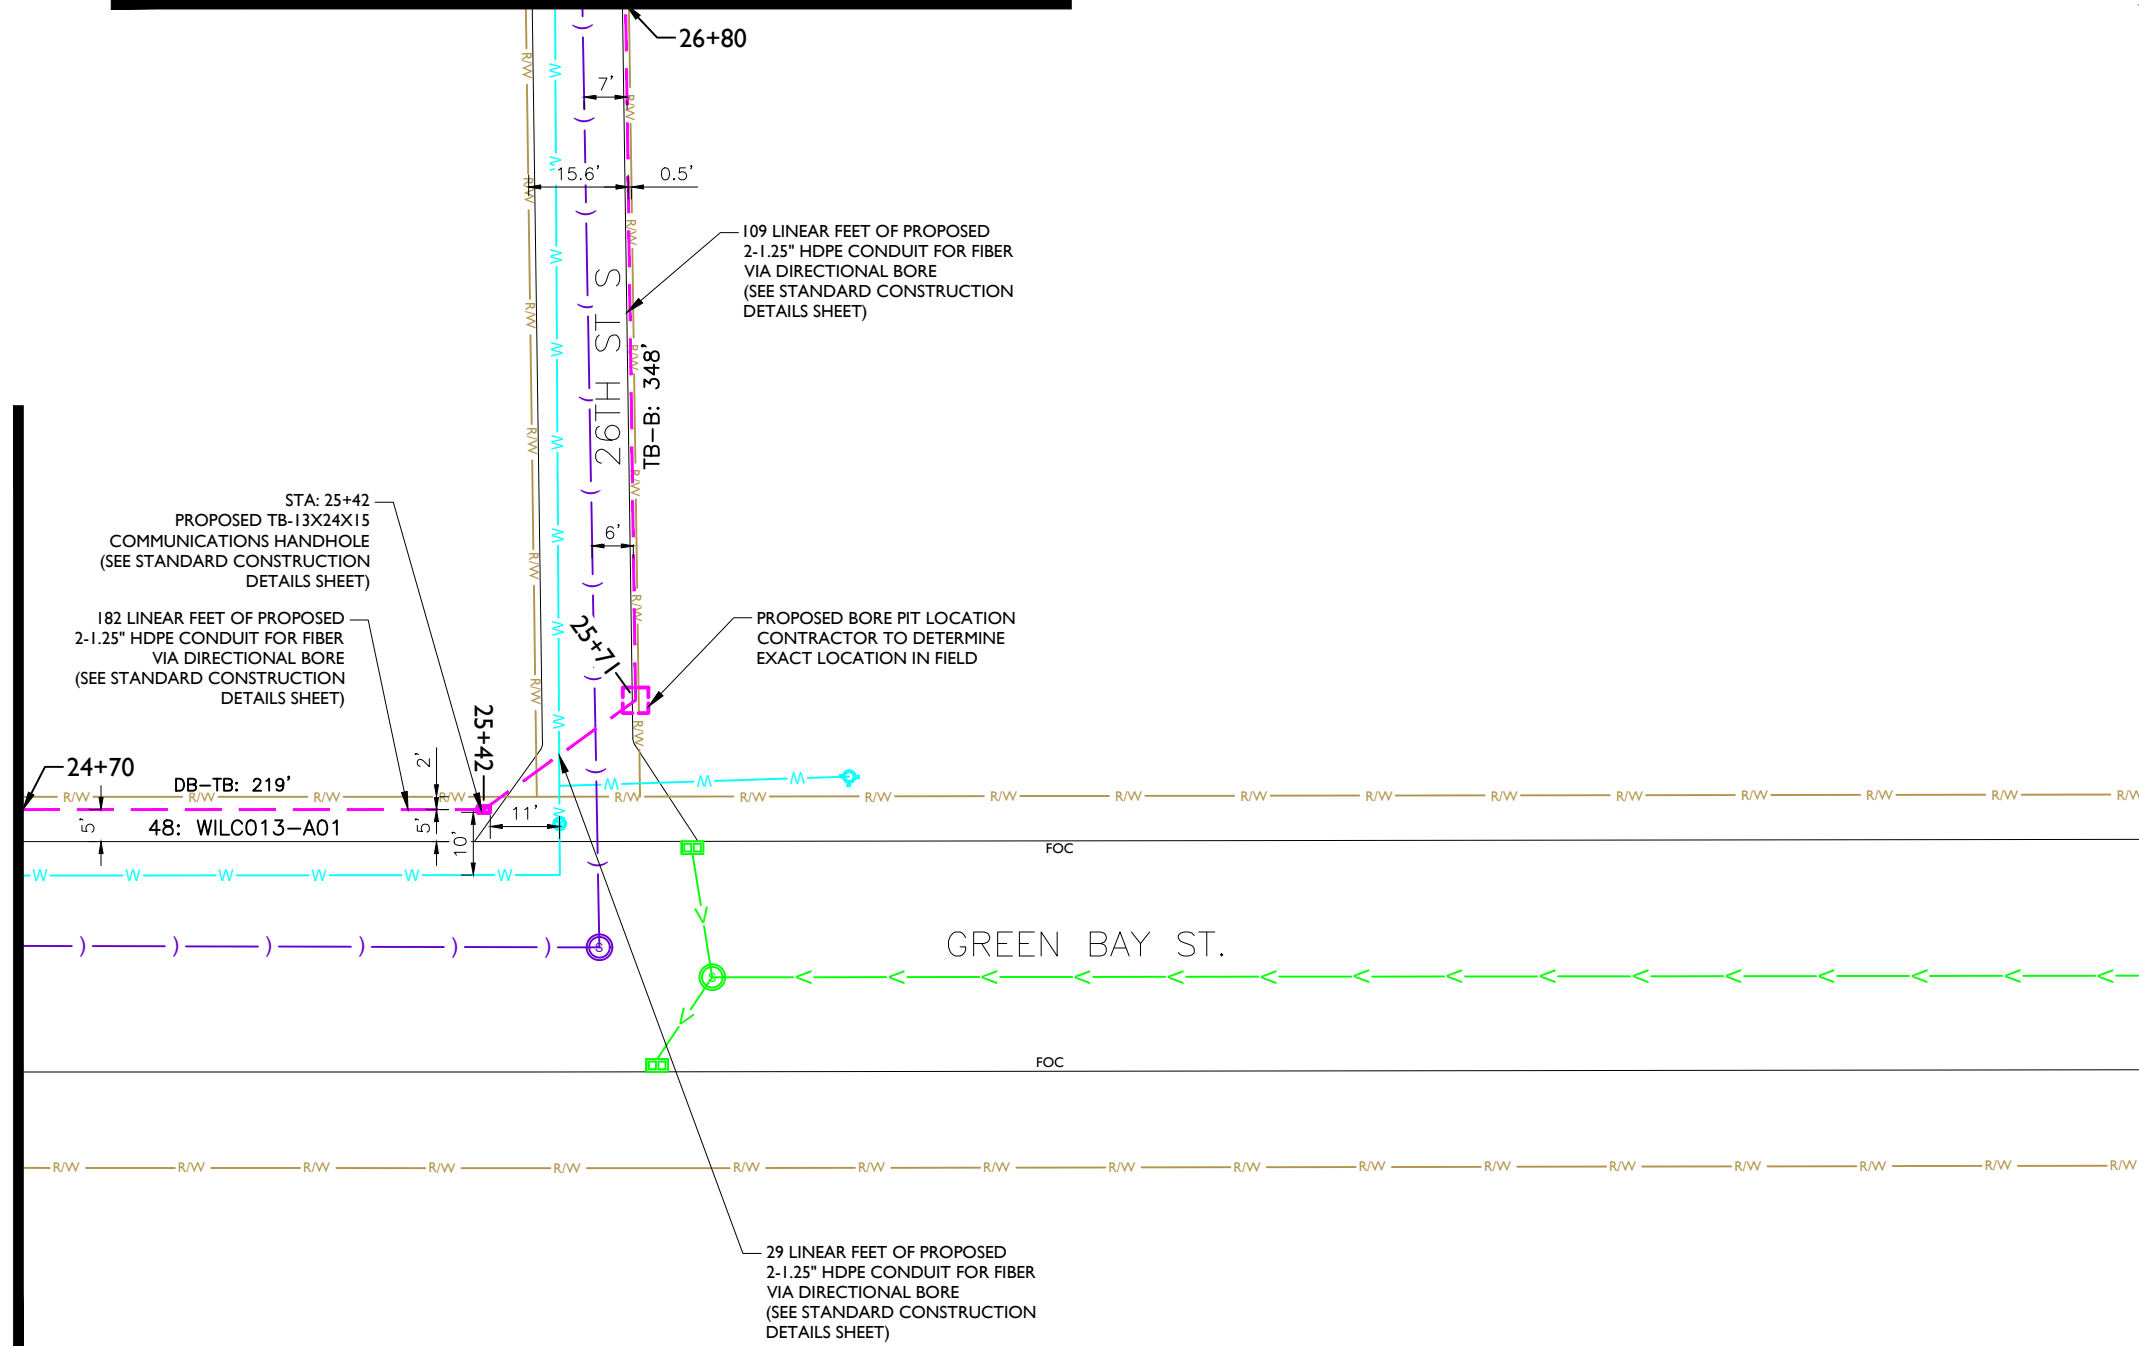 26+80
7'
15.6'
0.5'
109 LINEAR FEET OF PROPOSED
2-1.25" HDPE CONDUIT FOR FIBER
VIA DIRECTIONAL BORE
(SEE STANDARD CONSTRUCTION
DETAILS SHEET)
26TH ST S
TB-B: 348'
6'
STA: 25+42
PROPOSED TB-13X24X15
COMMUNICATIONS HANDHOLE
(SEE STANDARD CONSTRUCTION
DETAILS SHEET)
182 LINEAR FEET OF PROPOSED
2-1.25" HDPE CONDUIT FOR FIBER
VIA DIRECTIONAL BORE
(SEE STANDARD CONSTRUCTION
DETAILS SHEET)
25+71
PROPOSED BORE PIT LOCATION
CONTRACTOR TO DETERMINE
EXACT LOCATION IN FIELD
25+42
24+70
DB-TB: 219'
2'
R/W R/W R/W R/W R/W R/W R/W R/W R/W R/W R/W R/W R/W R/W R/W R/W R/W
5'
48: WILC013-A01
5'
10'
11'
FOC
W W W W W W
GREEN BAY ST.
S
S
FOC
R/W R/W R/W R/W R/W R/W R/W R/W R/W R/W R/W R/W R/W R/W R/W R/W R/W
29 LINEAR FEET OF PROPOSED
2-1.25" HDPE CONDUIT FOR FIBER
VIA DIRECTIONAL BORE
(SEE STANDARD CONSTRUCTION
DETAILS SHEET)